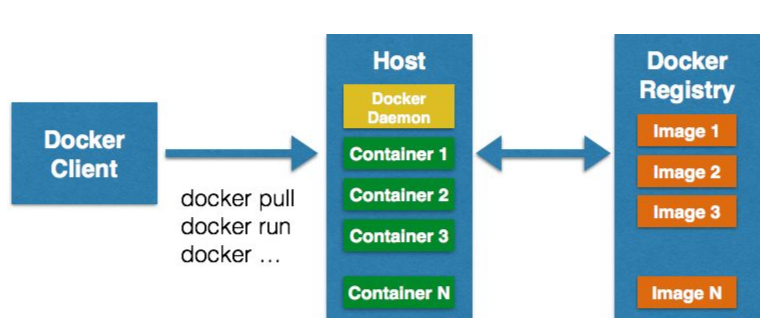 Docker
Client
docker pull
docker run
docker ...
Host
Docker
Daemon
Container 1
Container 2
Container 3
Container N
Docker
Registry
Image 1
Image 2
Image 3
Image N